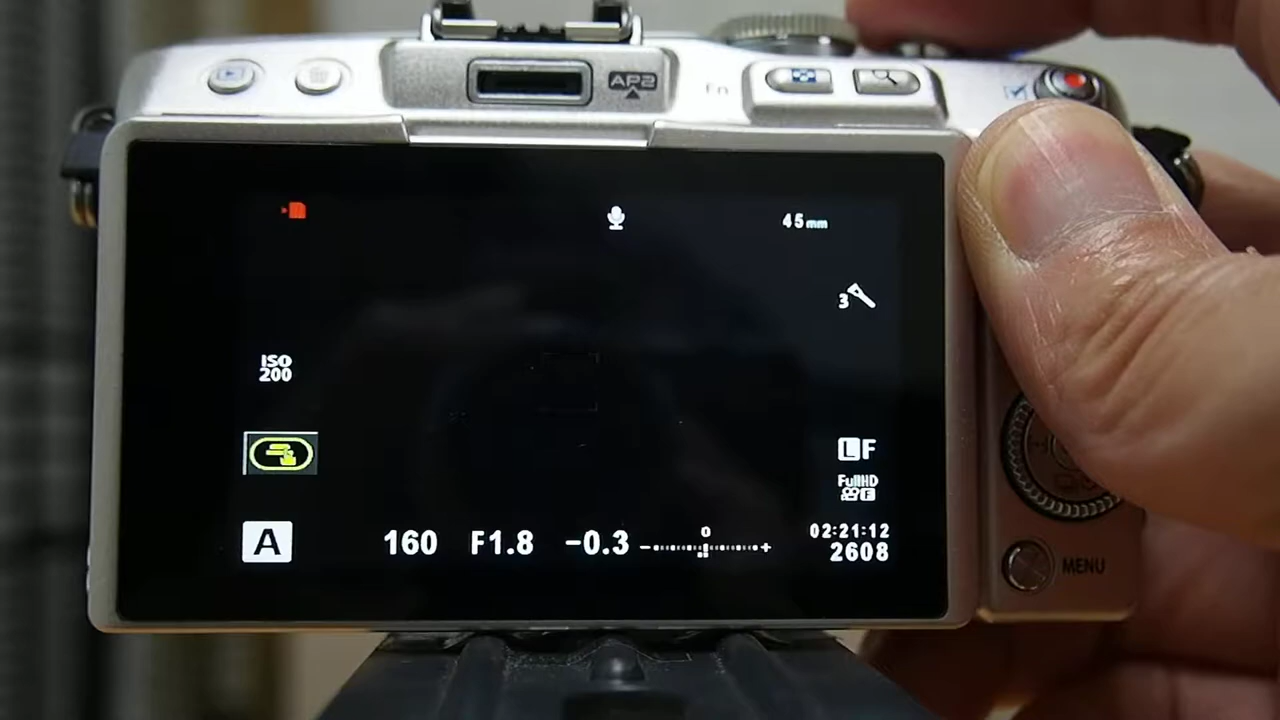 AP2
Fn
45mm
3
ISO
200
LF
FullHD
F
A 160 F1.8 -0.3 - 0 + 02:21:12
2608
MENU